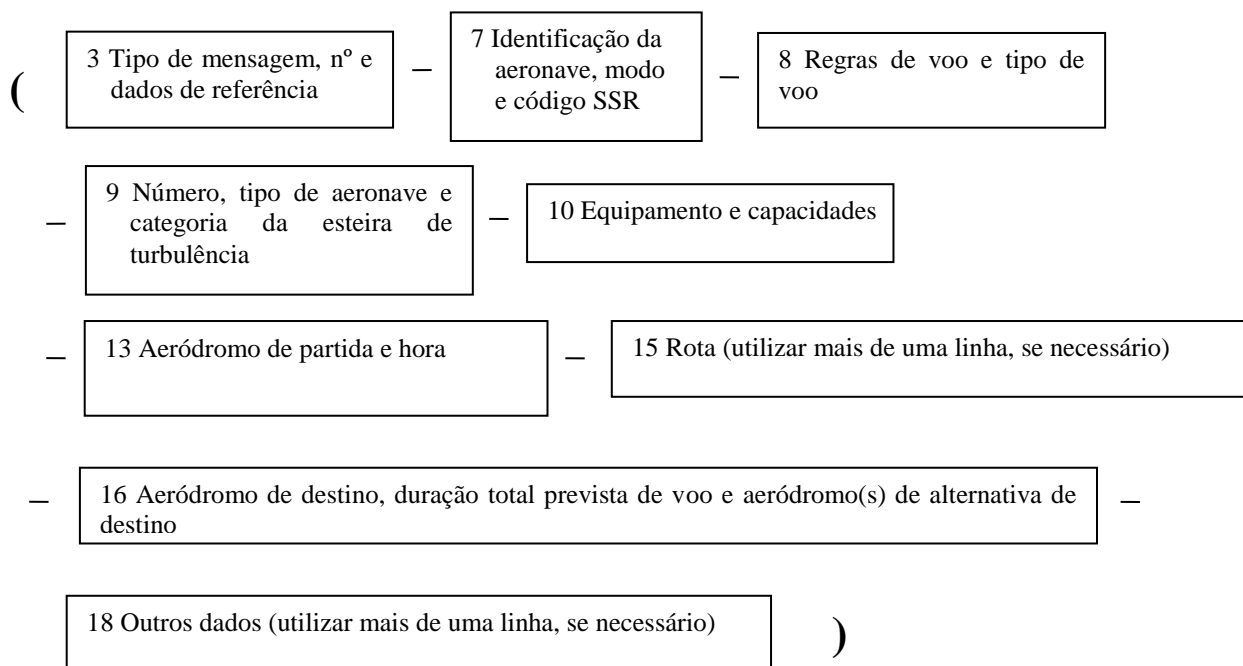 ( 3 Tipo de mensagem, nº e – 7 Identificação da – 8 Regras de voo e tipo de
dados de referência aeronave, modo voo
e código SSR
– 9 Número, tipo de aeronave e – 10 Equipamento e capacidades
categoria da esteira de
turbulência
– 13 Aeródromo de partida e hora – 15 Rota (utilizar mais de uma linha, se necessário)
– 16 Aeródromo de destino, duração total prevista de voo e aeródromo(s) de alternativa de –
destino
18 Outros dados (utilizar mais de uma linha, se necessário) )